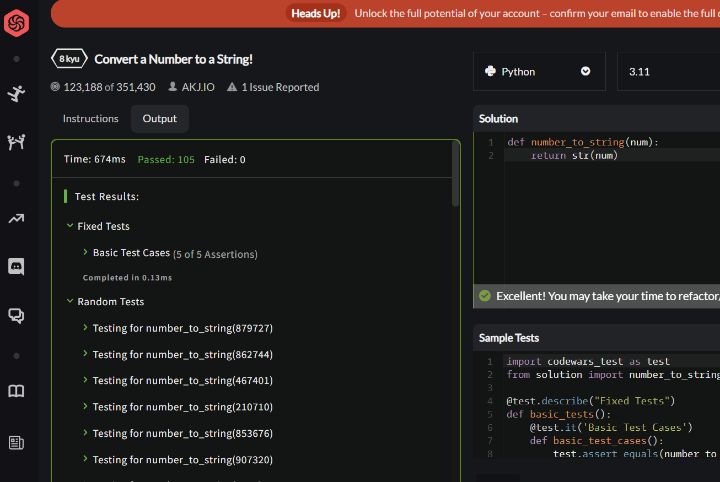 Heads Up! Unlock the full potential of your account – confirm your email to enable the full
8 kyu Convert a Number to a String!
123,188 of 351,430 AKJ.IO 1 Issue Reported
Instructions Output
Time: 674ms Passed: 105 Failed: 0
Test Results:
Fixed Tests
Basic Test Cases (5 of 5 Assertions)
Completed in 0.13ms
Random Tests
Testing for number_to_string(879727)
Testing for number_to_string(862744)
Testing for number_to_string(467401)
Testing for number_to_string(210710)
Testing for number_to_string(853676)
Testing for number_to_string(907320)
Python 3.11
Solution
1 def number_to_string(num):
2 return str(num)
Excellent! You may take your time to refactor/
Sample Tests
1 import codewars_test as test
2 from solution import number_to_string
3
4 @test.describe("Fixed Tests")
5 def basic_tests():
6 @test.it('Basic Test Cases')
7 def basic_test_cases():
8 test.assert_equals(number_to